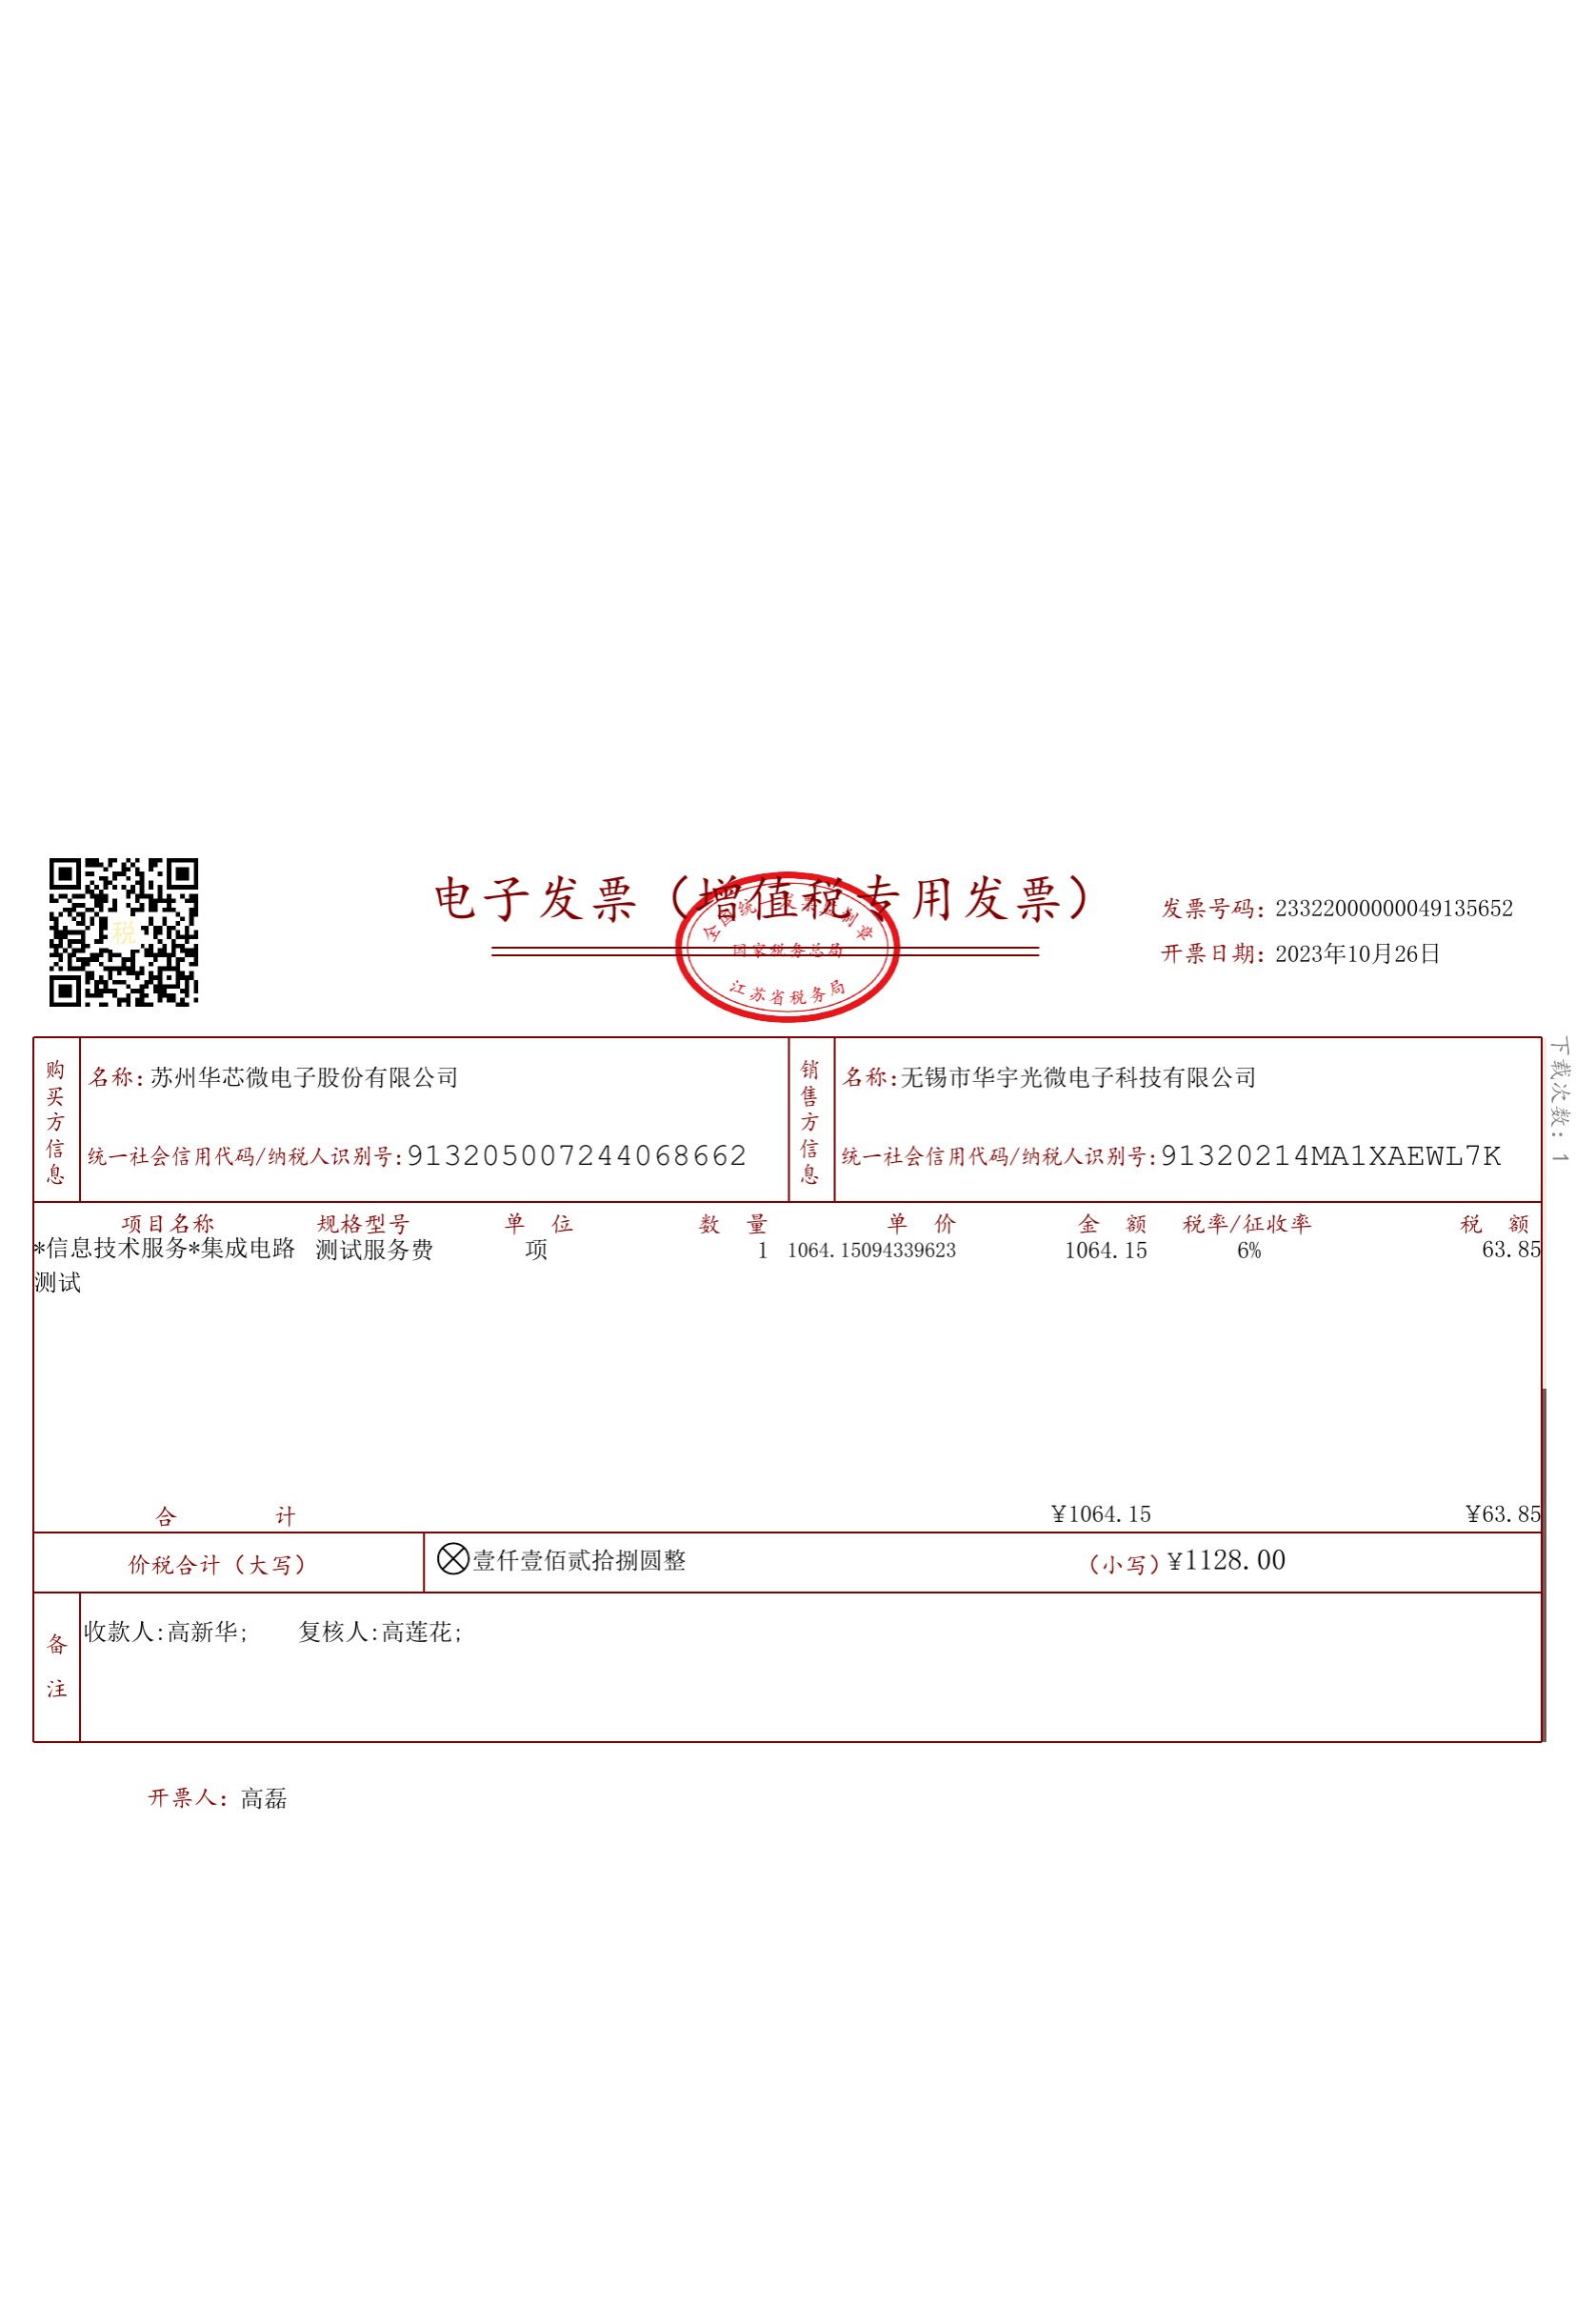 电子发票（增值税专用发票）
全国统一发票监制章
国家税务总局
江苏省税务局
税
发票号码：23322000000049135652
开票日期：2023年10月26日
下载次数：1
购买方信息
名称：苏州华芯微电子股份有限公司
统一社会信用代码/纳税人识别号：913205007244068662
销售方信息
名称：无锡市华宇光微电子科技有限公司
统一社会信用代码/纳税人识别号：91320214MA1XAEWL7K
项目名称 规格型号 单位 数量 单价 金额 税率/征收率 税额
*信息技术服务*集成电路 测试服务费 项 1 1064.15094339623 1064.15 6% 63.85
测试
合计 ¥1064.15 ¥63.85
价税合计（大写） ⊗壹仟壹佰贰拾捌圆整 （小写）¥1128.00
备注
收款人:高新华; 复核人:高莲花;
开票人：高磊